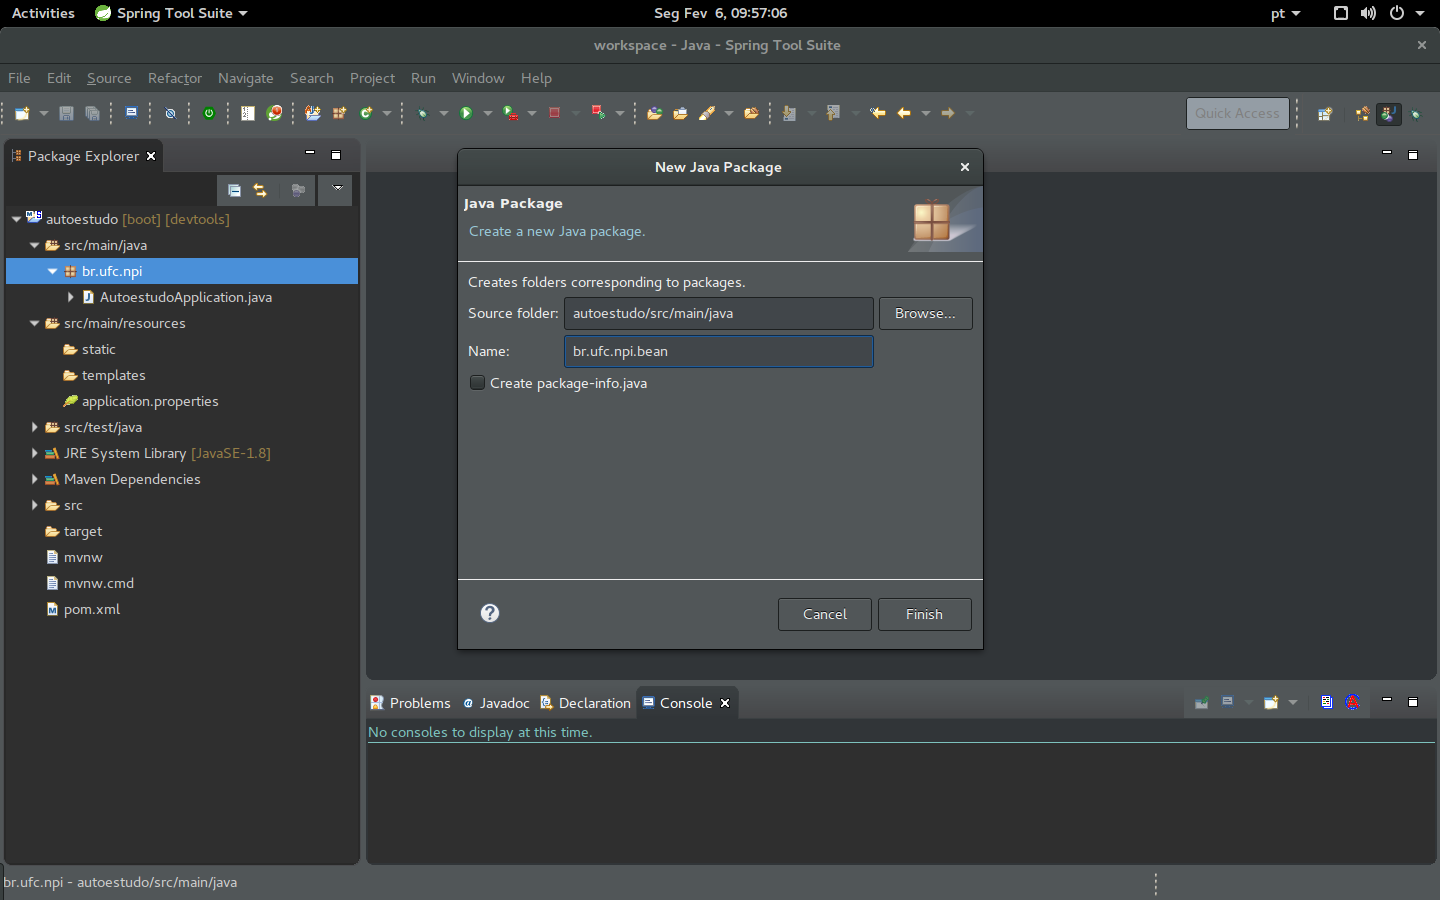 Activities Spring Tool Suite Seg Fev 6, 09:57:06 pt
workspace - Java - Spring Tool Suite
File Edit Source Refactor Navigate Search Project Run Window Help
Quick Access
Package Explorer
autoestudo [boot] [devtools]
src/main/java
br.ufc.npi
AutoestudoApplication.java
src/main/resources
static
templates
application.properties
src/test/java
JRE System Library [JavaSE-1.8]
Maven Dependencies
src
target
mvnw
mvnw.cmd
pom.xml
New Java Package
Java Package
Create a new Java package.
Creates folders corresponding to packages.
Source folder: autoestudo/src/main/java Browse...
Name: br.ufc.npi.bean
Create package-info.java
Cancel Finish
Problems Javadoc Declaration Console
No consoles to display at this time.
br.ufc.npi - autoestudo/src/main/java